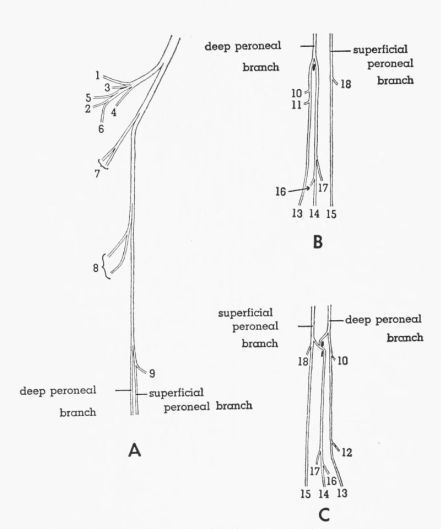 1
3
5
2
4
6
7
8
9
deep peroneal
branch
superficial
peroneal branch
A
deep peroneal
branch
superficial
peroneal
branch
10
11
18
16
17
13 14 15
B
superficial
peroneal
branch
deep peroneal
branch
18
10
12
17
16
15 14 13
C